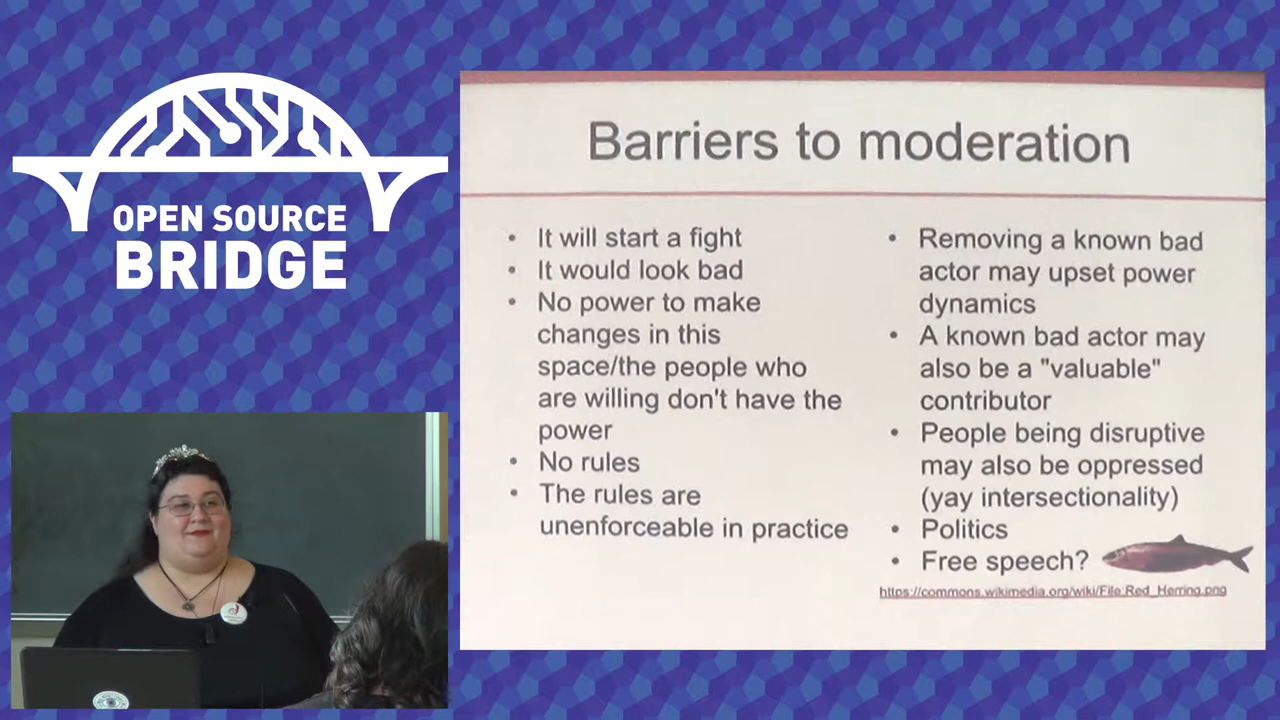 OPEN SOURCE
BRIDGE
Barriers to moderation
• It will start a fight
• It would look bad
• No power to make
changes in this
space/the people who
are willing don't have the
power
• No rules
• The rules are
unenforceable in practice
• Removing a known bad
actor may upset power
dynamics
• A known bad actor may
also be a "valuable"
contributor
• People being disruptive
may also be oppressed
(yay intersectionality)
• Politics
• Free speech?
https://commons.wikimedia.org/wiki/File:Red_Herring.png